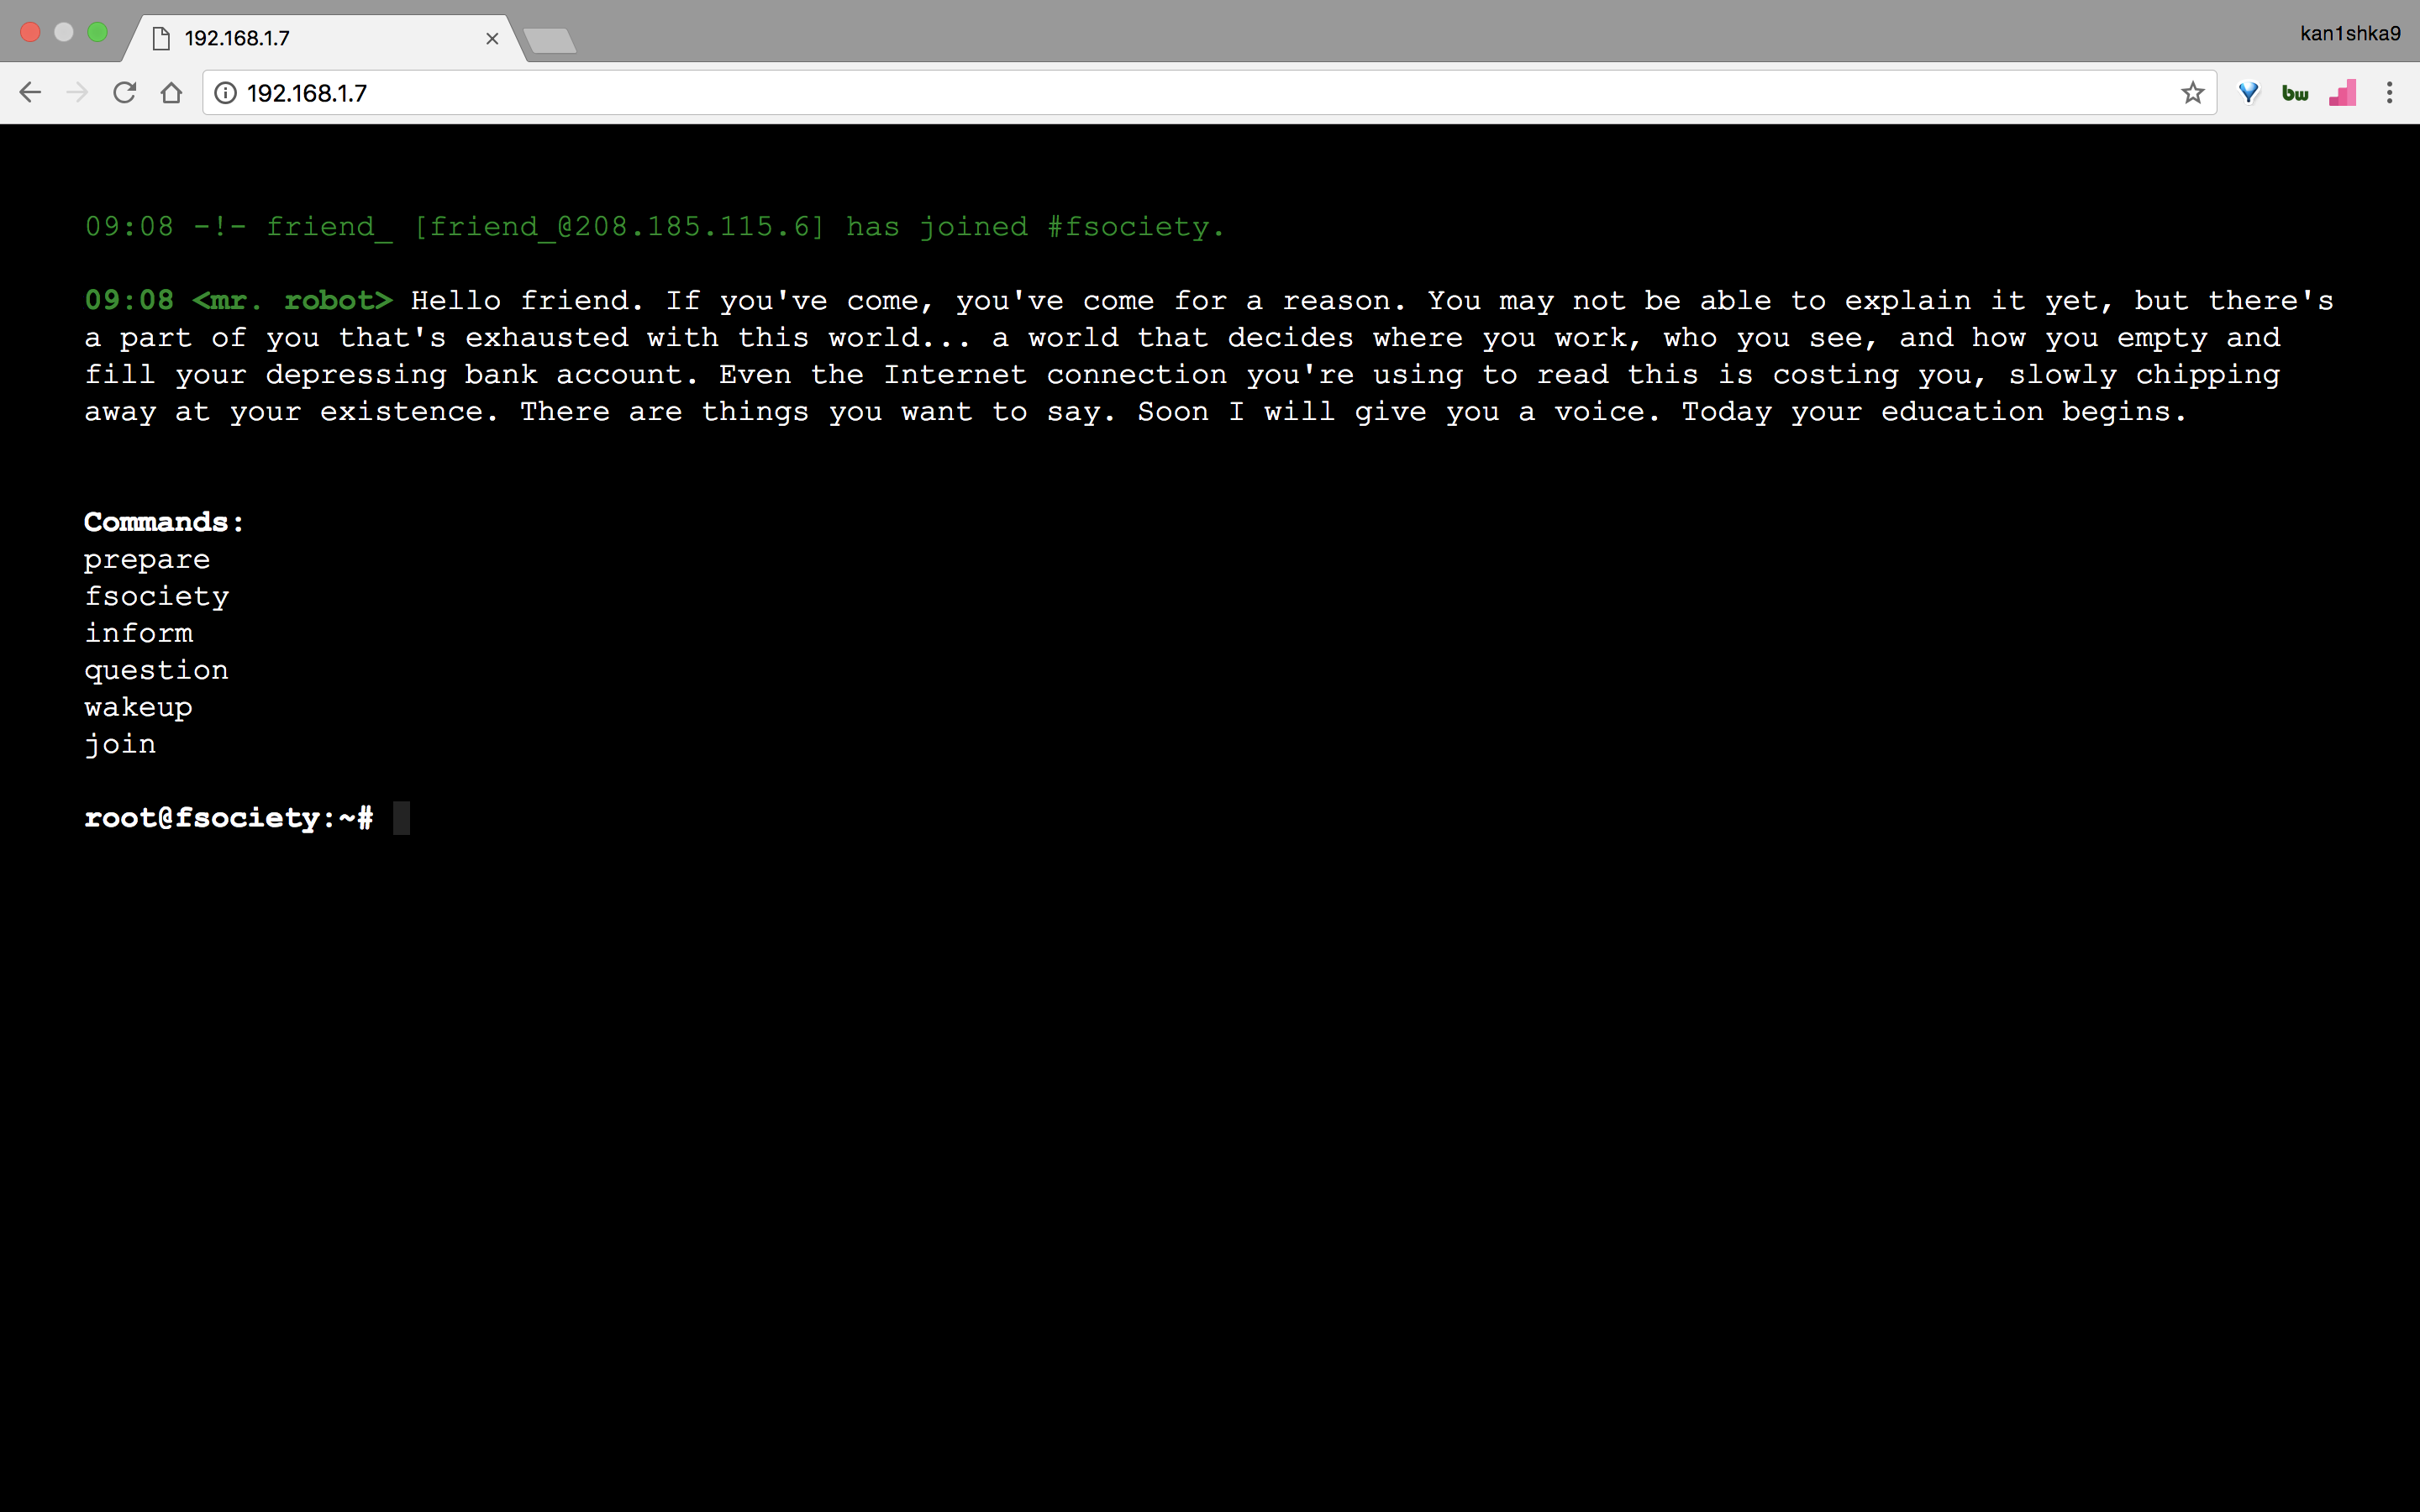 192.168.1.7
kan1shka9
192.168.1.7
bw
09:08 -!- friend_ [friend_@208.185.115.6] has joined #fsociety.
09:08 <mr. robot> Hello friend. If you've come, you've come for a reason. You may not be able to explain it yet, but there's
a part of you that's exhausted with this world... a world that decides where you work, who you see, and how you empty and
fill your depressing bank account. Even the Internet connection you're using to read this is costing you, slowly chipping
away at your existence. There are things you want to say. Soon I will give you a voice. Today your education begins.
Commands:
prepare
fsociety
inform
question
wakeup
join
root@fsociety:~#